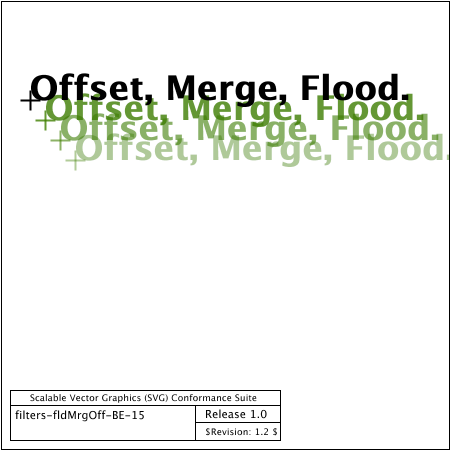 Offset, Merge, Flood.
Offset, Merge, Flood.
Offset, Merge, Flood.
Offset, Merge, Flood.
Scalable Vector Graphics (SVG) Conformance Suite
filters-fldMrgOff-BE-15
Release 1.0
$Revision: 1.2 $